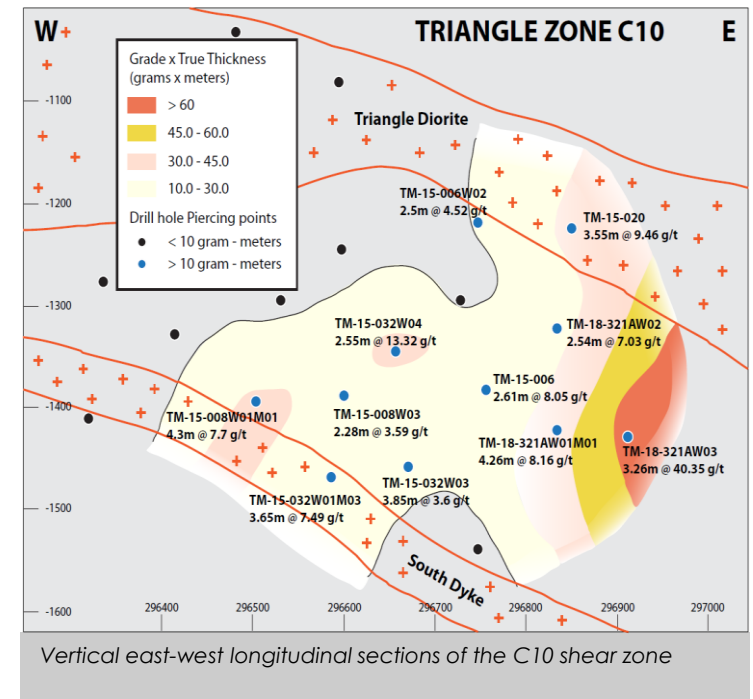 W
TRIANGLE ZONE C10
E
Grade x True Thickness
(grams x meters)
> 60
45.0 - 60.0
30.0 - 45.0
10.0 - 30.0
Drill hole Piercing points
< 10 gram - meters
> 10 gram - meters
Triangle Diorite
-1100
-1200
-1300
-1400
-1500
-1600
TM-15-006W02
2.5m @ 4.52 g/t
TM-15-020
3.55m @ 9.46 g/t
TM-15-032W04
2.55m @ 13.32 g/t
TM-18-321AW02
2.54m @ 7.03 g/t
TM-15-006
2.61m @ 8.05 g/t
TM-15-008W01M01
4.3m @ 7.7 g/t
TM-15-008W03
2.28m @ 3.59 g/t
TM-18-321AW01M01
4.26m @ 8.16 g/t
TM-18-321AW03
3.26m @ 40.35 g/t
TM-15-032W01M03
3.65m @ 7.49 g/t
TM-15-032W03
3.85m @ 3.6 g/t
South Dyke
296400
296500
296600
296700
296800
296900
297000
Vertical east-west longitudinal sections of the C10 shear zone